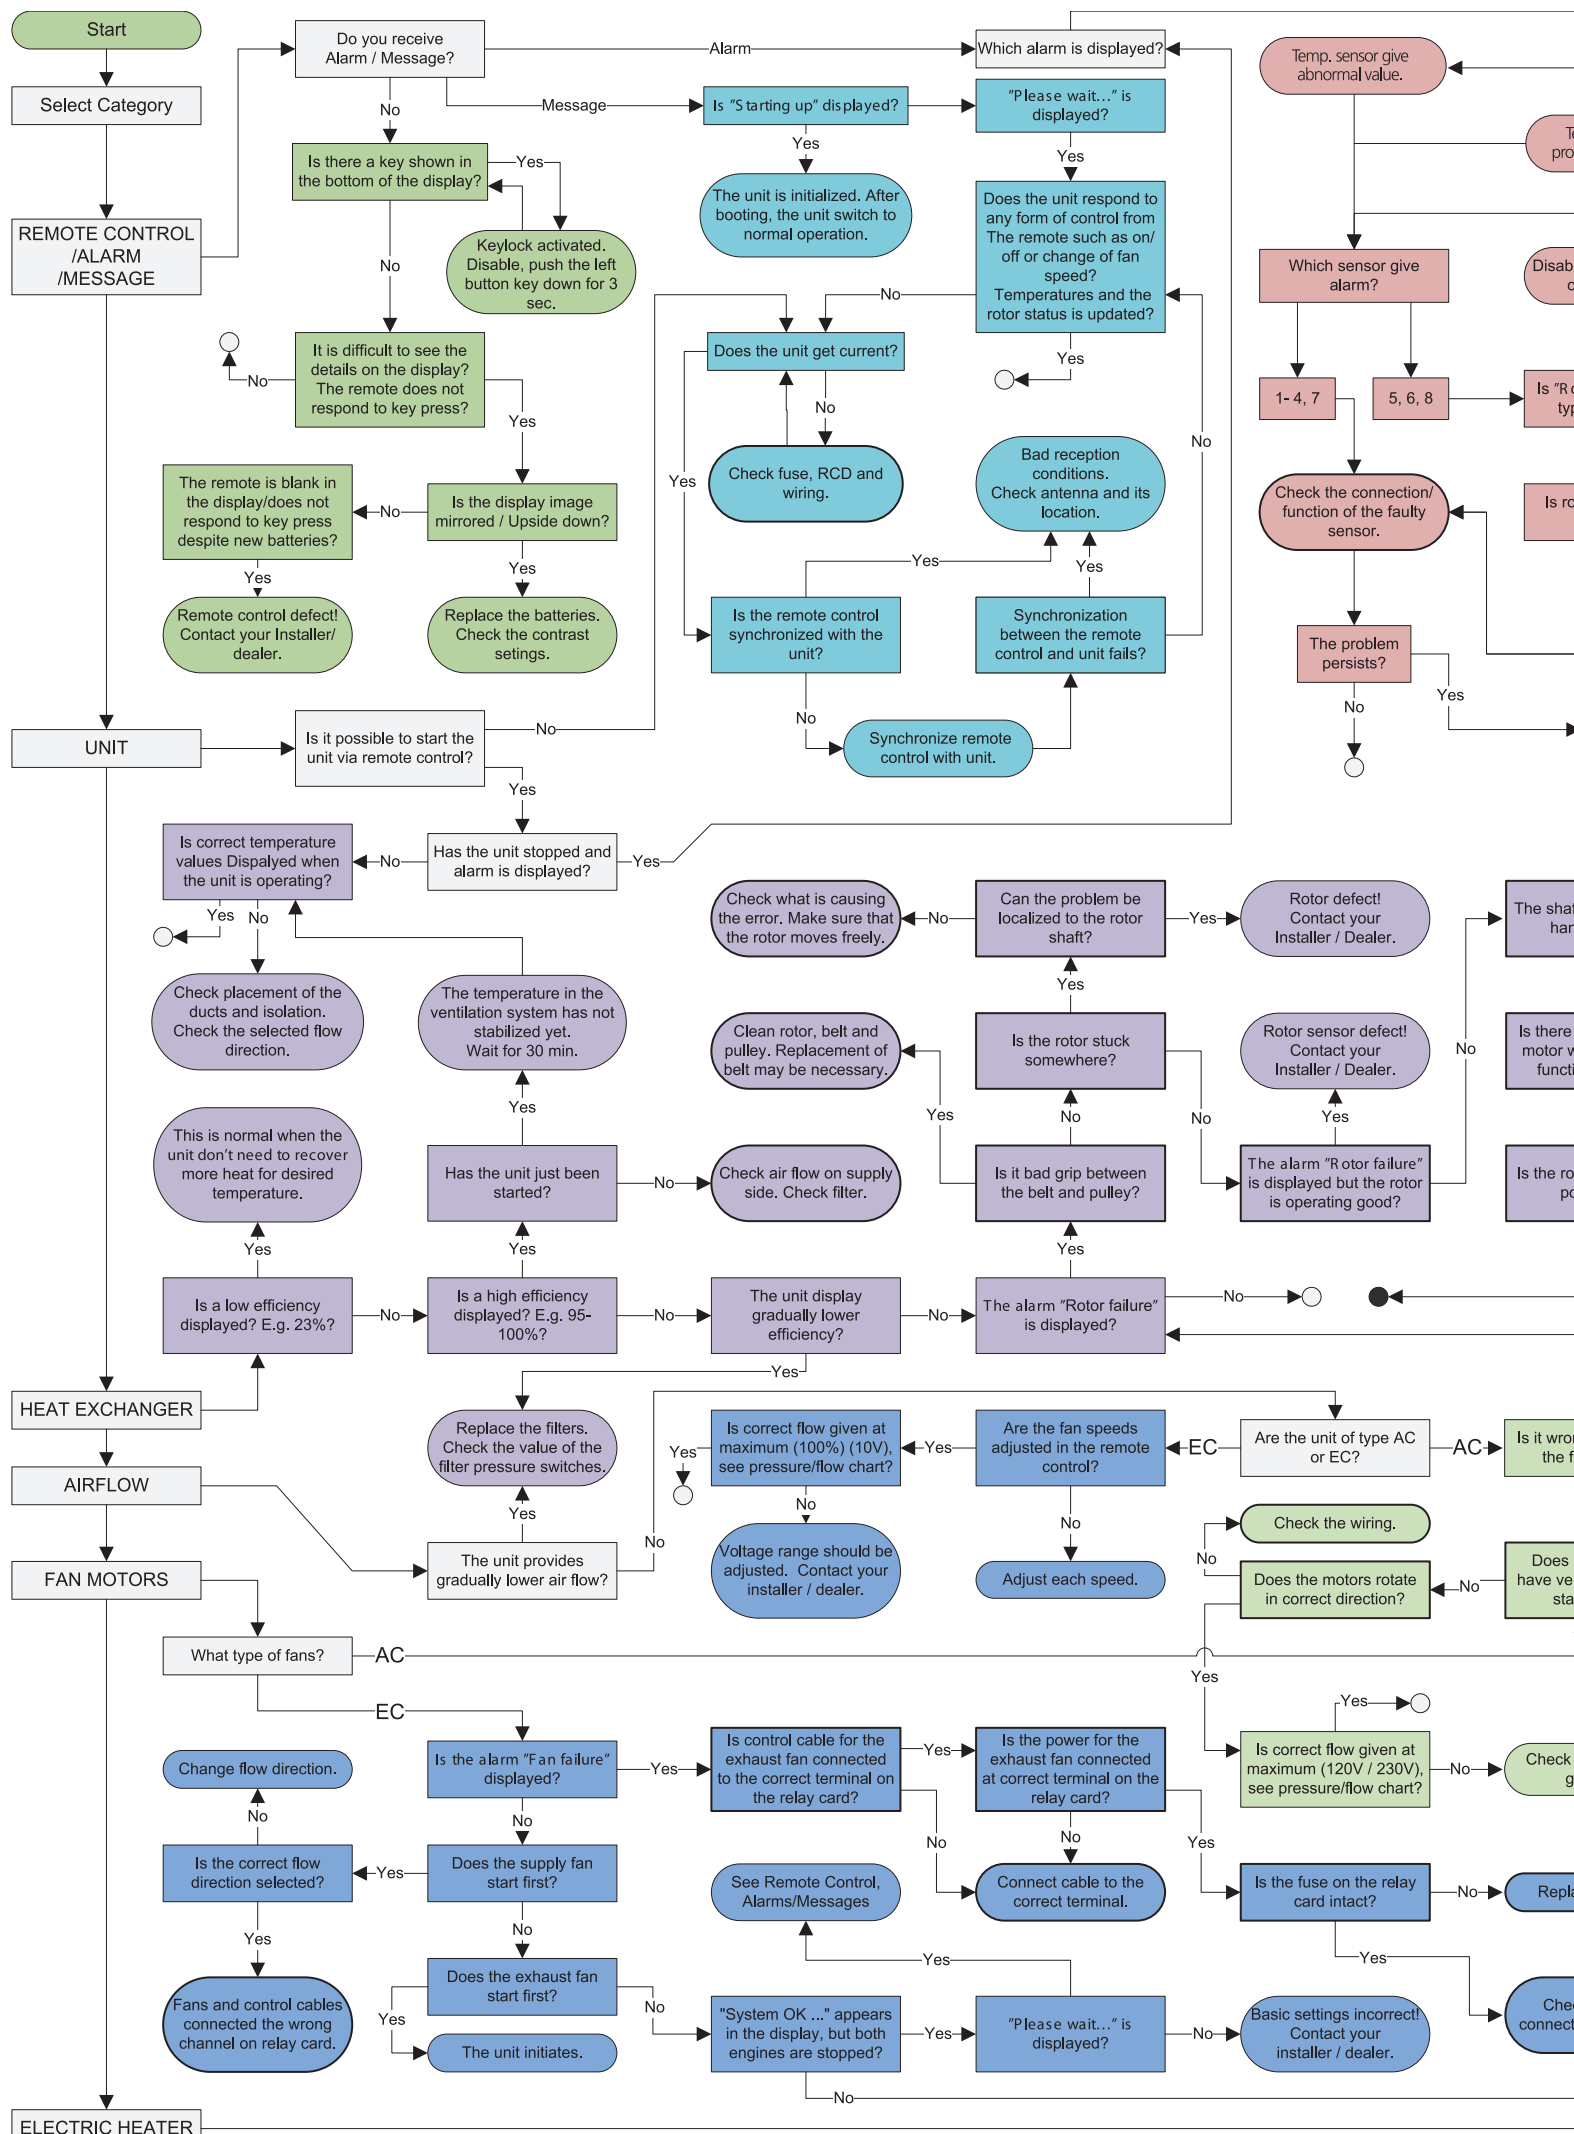 Start
Select Category
REMOTE CONTROL
/ALARM
/MESSAGE
Do you receive
Alarm / Message?
Alarm
Which alarm is displayed?
No
Message
Is "Starting up" displayed?
"Please wait..." is
displayed?
Yes
Yes
Is there a key shown in
the bottom of the display?
Yes
Keylock activated.
Disable, push the left
button key down for 3
sec.
No
The unit is initialized. After
booting, the unit switch to
normal operation.
Does the unit respond to
any form of control from
The remote such as on/
off or change of fan
speed?
Temperatures and the
rotor status is updated?
No
Yes
It is difficult to see the
details on the display?
The remote does not
respond to key press?
No
Yes
Does the unit get current?
No
Yes
Check fuse, RCD and
wiring.
Bad reception
conditions.
Check antenna and its
location.
No
The remote is blank in
the display/does not
respond to key press
despite new batteries?
No
Is the display image
mirrored / Upside down?
Yes
Yes
Yes
Yes
Remote control defect!
Contact your Installer/
dealer.
Replace the batteries.
Check the contrast
setings.
Is the remote control
synchronized with the
unit?
Synchronization
between the remote
control and unit fails?
No
Synchronize remote
control with unit.
Temp. sensor give
abnormal value.
Te
pro
Which sensor give
alarm?
Disab
1- 4, 7
5, 6, 8
Is "Ro
typ
Check the connection/
function of the faulty
sensor.
Is ro
The problem
persists?
Yes
No
UNIT
Is it possible to start the
unit via remote control?
No
Yes
Is correct temperature
values Dispalyed when
the unit is operating?
No
Has the unit stopped and
alarm is displayed?
Yes
Yes
No
Check placement of the
ducts and isolation.
Check the selected flow
direction.
The temperature in the
ventilation system has not
stabilized yet.
Wait for 30 min.
Check what is causing
the error. Make sure that
the rotor moves freely.
No
Can the problem be
localized to the rotor
shaft?
Yes
Rotor defect!
Contact your
Installer / Dealer.
The shaf
han
Yes
Clean rotor, belt and
pulley. Replacement of
belt may be necessary.
Is the rotor stuck
somewhere?
Rotor sensor defect!
Contact your
Installer / Dealer.
No
Is there
motor w
functi
Yes
Yes
No
No
Yes
This is normal when the
unit don't need to recover
more heat for desired
temperature.
Has the unit just been
started?
No
Check air flow on supply
side. Check filter.
Is it bad grip between
the belt and pulley?
The alarm "Rotor failure"
is displayed but the rotor
is operating good?
Is the ro
po
Yes
Yes
Yes
Is a low efficiency
displayed? E.g. 23%?
No
Is a high efficiency
displayed? E.g. 95-
100%?
No
The unit display
gradually lower
efficiency?
No
The alarm "Rotor failure"
is displayed?
No
Yes
HEAT EXCHANGER
Replace the filters.
Check the value of the
filter pressure switches.
Yes
Is correct flow given at
maximum (100%) (10V),
see pressure/flow chart?
Yes
Are the fan speeds
adjusted in the remote
control?
EC
Are the unit of type AC
or EC?
AC
Is it wron
the f
AIRFLOW
Yes
No
No
No
Check the wiring.
FAN MOTORS
The unit provides
gradually lower air flow?
Voltage range should be
adjusted. Contact your
installer / dealer.
Adjust each speed.
No
Does the motors rotate
in correct direction?
No
Does
have ve
sta
What type of fans?
AC
Yes
EC
Yes
Change flow direction.
Is the alarm "Fan failure"
displayed?
Yes
Is control cable for the
exhaust fan connected
to the correct terminal on
the relay card?
Yes
Is the power for the
exhaust fan connected
at correct terminal on the
relay card?
Is correct flow given at
maximum (120V / 230V),
see pressure/flow chart?
No
Check
g
No
No
No
No
Yes
Is the correct flow
direction selected?
Yes
Does the supply fan
start first?
See Remote Control,
Alarms/Messages
Connect cable to the
correct terminal.
Is the fuse on the relay
card intact?
No
Repla
Yes
No
Yes
Yes
Does the exhaust fan
start first?
No
Yes
Fans and control cables
connected the wrong
channel on relay card.
The unit initiates.
"System OK ..." appears
in the display, but both
engines are stopped?
Yes
"Please wait..." is
displayed?
No
Basic settings incorrect!
Contact your
installer / dealer.
Chec
connect
No
ELECTRIC HEATER